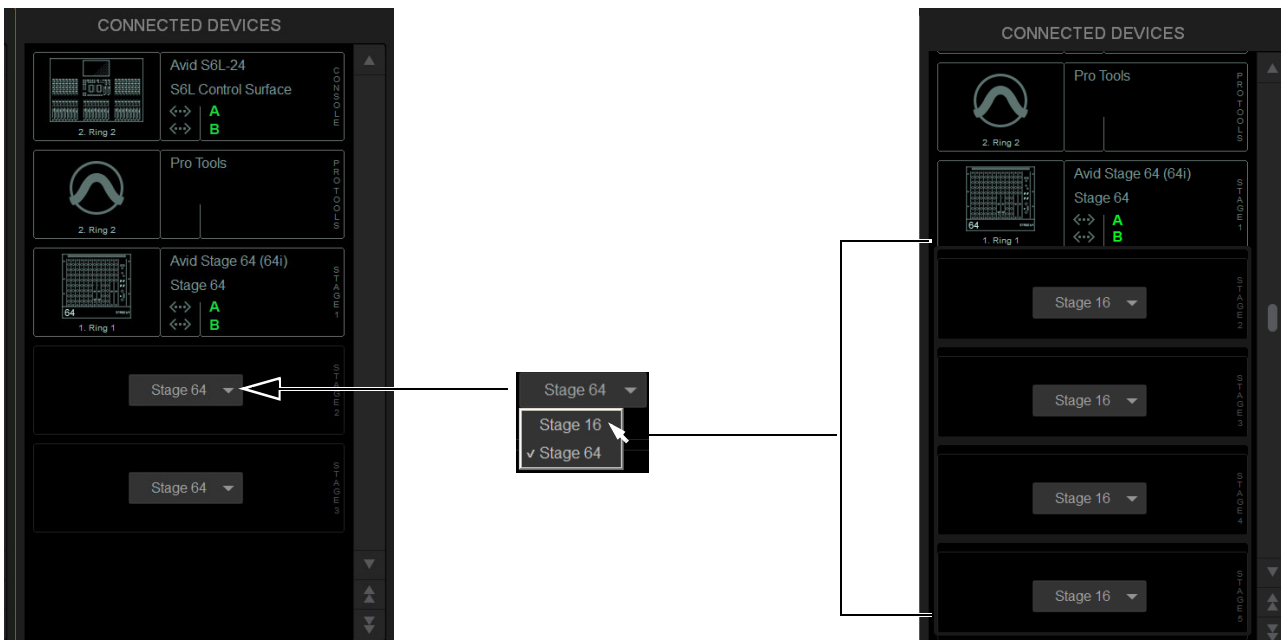 CONNECTED DEVICES
Avid S6L-24
S6L Control Surface
A
B
2. Ring 2
CONSOLE
Pro Tools
2. Ring 2
PRO TOOLS
Avid Stage 64 (64i)
Stage 64
A
B
64
1. Ring 1
STAGE 1
Stage 64
STAGE 2
Stage 64
STAGE 3
Stage 64
Stage 16
✓ Stage 64
CONNECTED DEVICES
Pro Tools
2. Ring 2
PRO TOOLS
Avid Stage 64 (64i)
Stage 64
A
B
64
1. Ring 1
STAGE 1
Stage 16
STAGE 2
Stage 16
STAGE 3
Stage 16
STAGE 4
Stage 16
STAGE 5